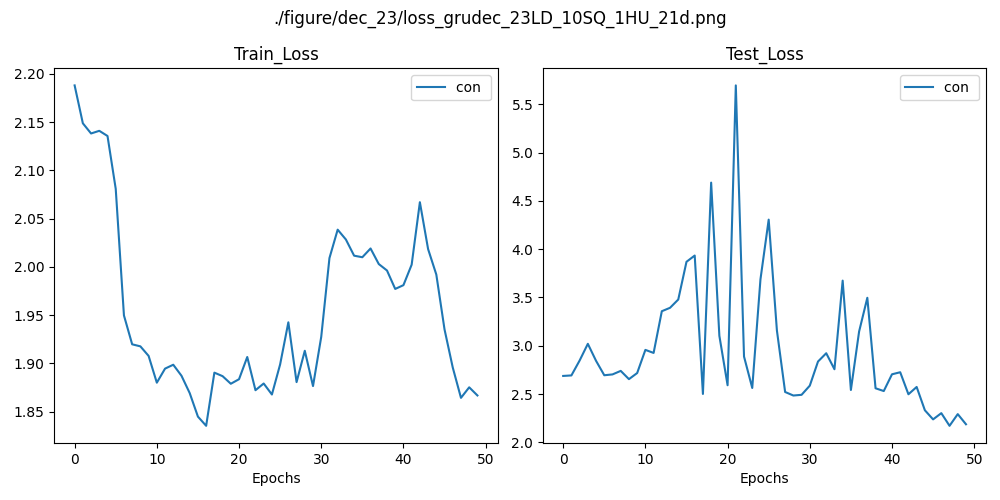 ./figure/dec_23/loss_grudec_23LD_10SQ_1HU_21d.png
Train_Loss
con
2.20
2.15
2.10
2.05
2.00
1.95
1.90
1.85
0 10 20 30 40 50
Epochs
Test_Loss
con
5.5
5.0
4.5
4.0
3.5
3.0
2.5
2.0
0 10 20 30 40 50
Epochs